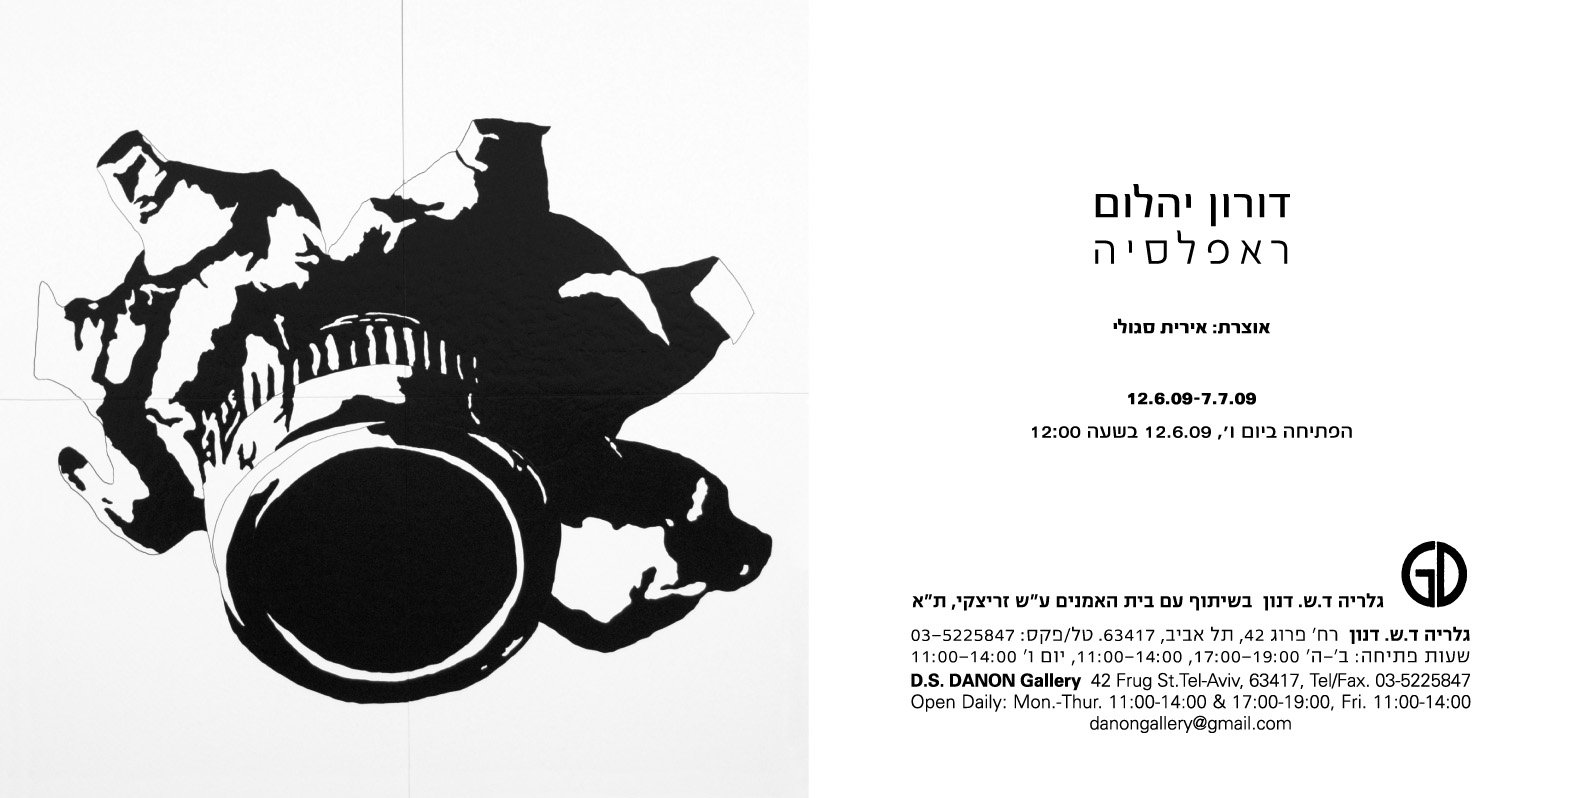 דורון יהלום
ראפלסיה
אוצרת: אירית סגולי
12.6.09-7.7.09
הפתיחה ביום ו', 12.6.09 בשעה 12:00
GD
גלריה ד.ש. דנון בשיתוף עם בית האמנים ע"ש זריצקי, ת"א
גלריה ד.ש. דנון רח' פרוג 42, תל אביב, 63417. טל/פקס: 03-5225847
שעות פתיחה: ב'-ה' 17:00-19:00, 11:00-14:00, יום ו' 11:00-14:00
D.S. DANON Gallery 42 Frug St.Tel-Aviv, 63417, Tel/Fax. 03-5225847
Open Daily: Mon.-Thur. 11:00-14:00 & 17:00-19:00, Fri. 11:00-14:00
danongallery@gmail.com